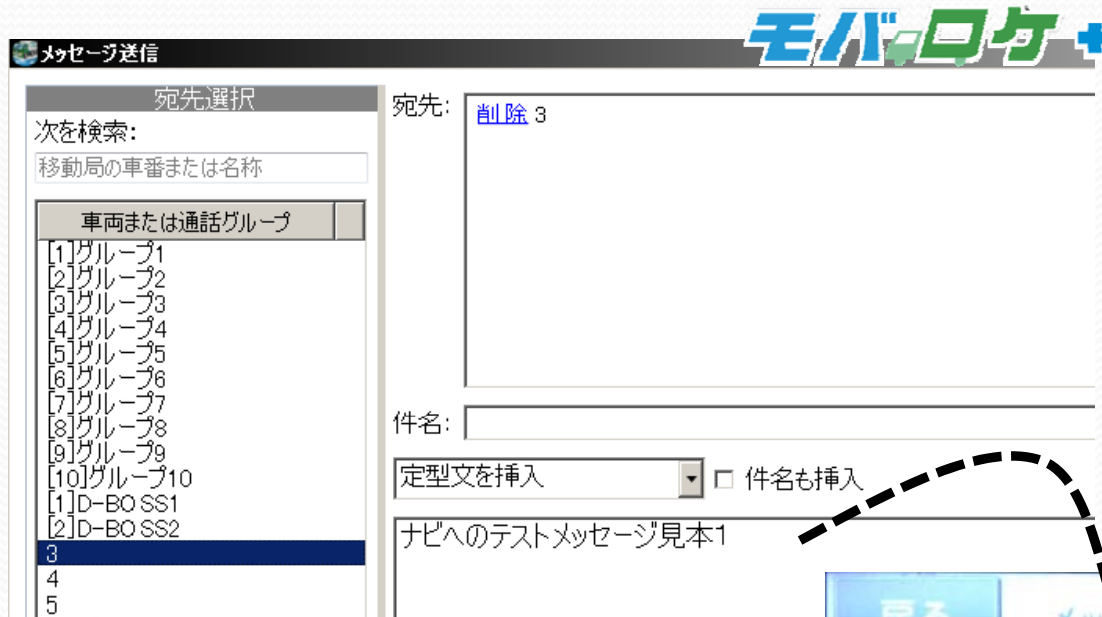 モバロケ+
メッセージ送信
宛先選択
次を検索:
移動局の車番または名称
車両または通話グループ
[1]グループ1
[2]グループ2
[3]グループ3
[4]グループ4
[5]グループ5
[6]グループ6
[7]グループ7
[8]グループ8
[9]グループ9
[10]グループ10
[1]D-BOSS1
[2]D-BOSS2
3
4
5
宛先: 削除 3
件名:
定型文を挿入 件名も挿入
ナビへのテストメッセージ見本1
戻る